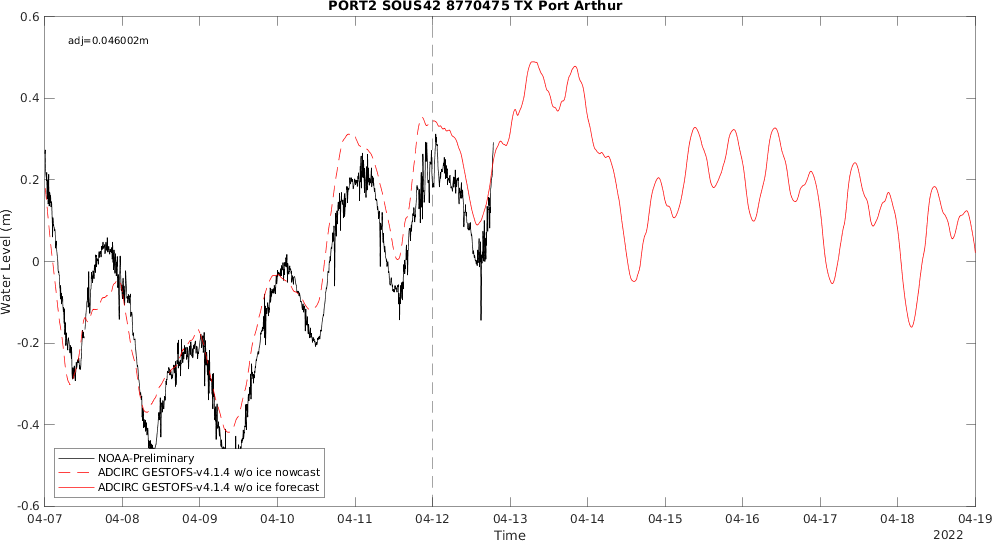 PORT2 SOUS42 8770475 TX Port Arthur
adj=0.046002m
Water Level (m)
0.6
0.4
0.2
0
-0.2
-0.4
-0.6
NOAA-Preliminary
ADCIRC GESTOFS-v4.1.4 w/o ice nowcast
ADCIRC GESTOFS-v4.1.4 w/o ice forecast
04-07 04-08 04-09 04-10 04-11 04-12 04-13 04-14 04-15 04-16 04-17 04-18 04-19
Time
2022